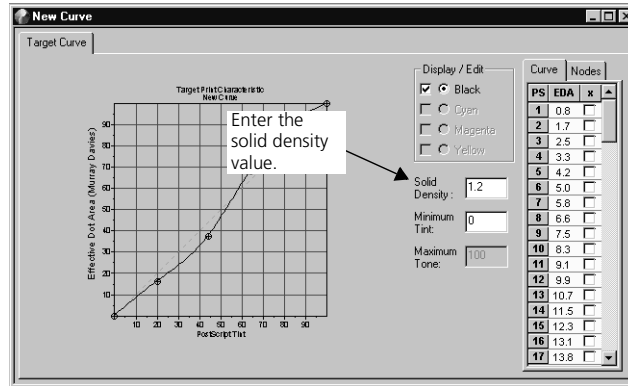 New Curve
Target Curve
Target Print Characteristic
New Curve
Effective Dot Area (Murray Davies)
90
80
70
60
50
40
30
20
10
10 20 30 40 50 60 70 80 90
PostScript Tint
Enter the
solid density
value.
Display / Edit
Black
Cyan
Magenta
Yellow
Solid
Density:
1.2
Minimum
Tint:
0
Maximum
Tone:
100
Curve Nodes
PS EDA x
1 0.8
2 1.7
3 2.5
4 3.3
5 4.2
6 5.0
7 5.8
8 6.6
9 7.5
10 8.3
11 9.1
12 9.9
13 10.7
14 11.5
15 12.3
16 13.1
17 13.8